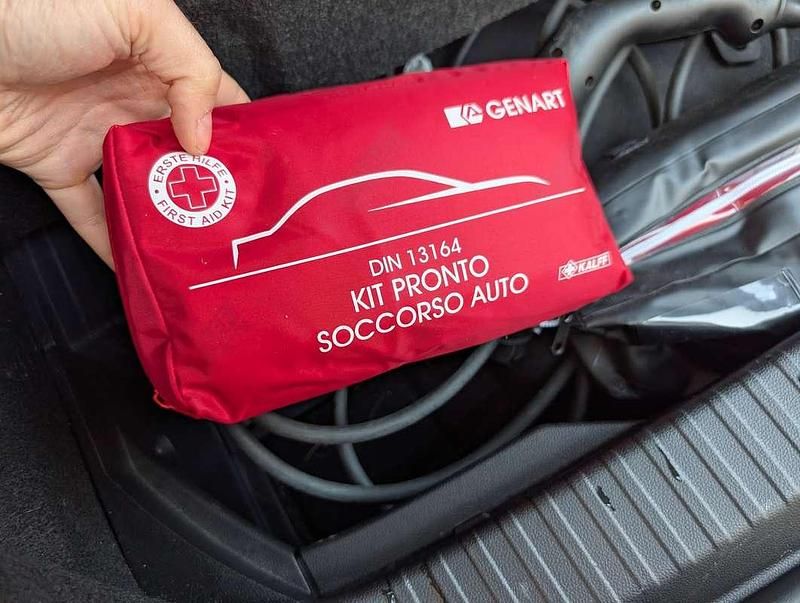 GENART
ERSTE HILFE
FIRST AID KIT
DIN 13164
KIT PRONTO
SOCCORSO AUTO
KALFF